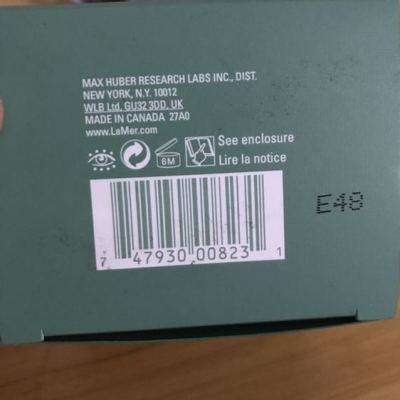 MAX HUBER RESEARCH LABS INC., DIST.
NEW YORK, N.Y. 10012
WLB Ltd. GU32 3DD. UK
MADE IN CANADA 27A0
www.LaMer.com
6M
See enclosure
Lire la notice
E48
7 47930 00823 1